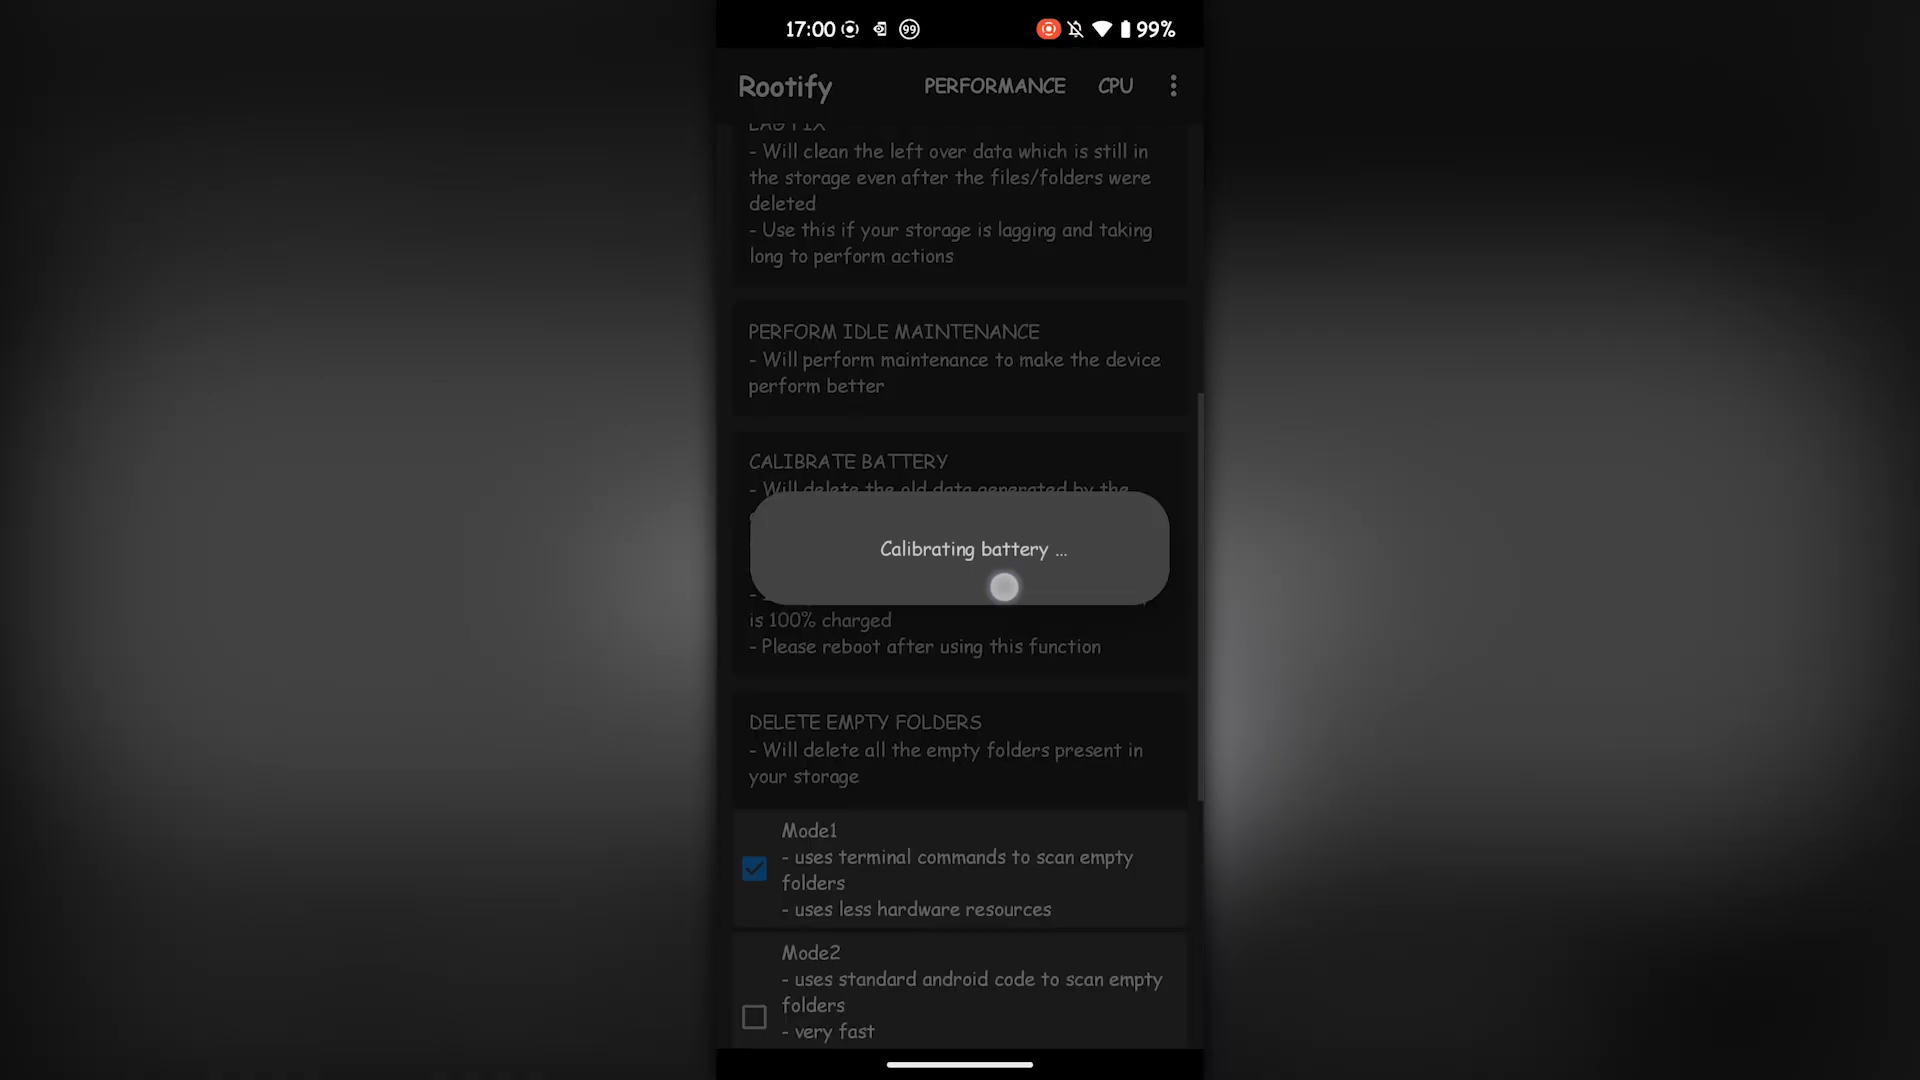 17:00 99 99%
Rootify PERFORMANCE CPU
LAG FIX
- Will clean the left over data which is still in
the storage even after the files/folders were
deleted
- Use this if your storage is lagging and taking
long to perform actions
PERFORM IDLE MAINTENANCE
- Will perform maintenance to make the device
perform better
CALIBRATE BATTERY
- Will delete the old data generated by the
Calibrating battery ...
is 100% charged
- Please reboot after using this function
DELETE EMPTY FOLDERS
- Will delete all the empty folders present in
your storage
Mode1
- uses terminal commands to scan empty
folders
- uses less hardware resources
Mode2
- uses standard android code to scan empty
folders
- very fast